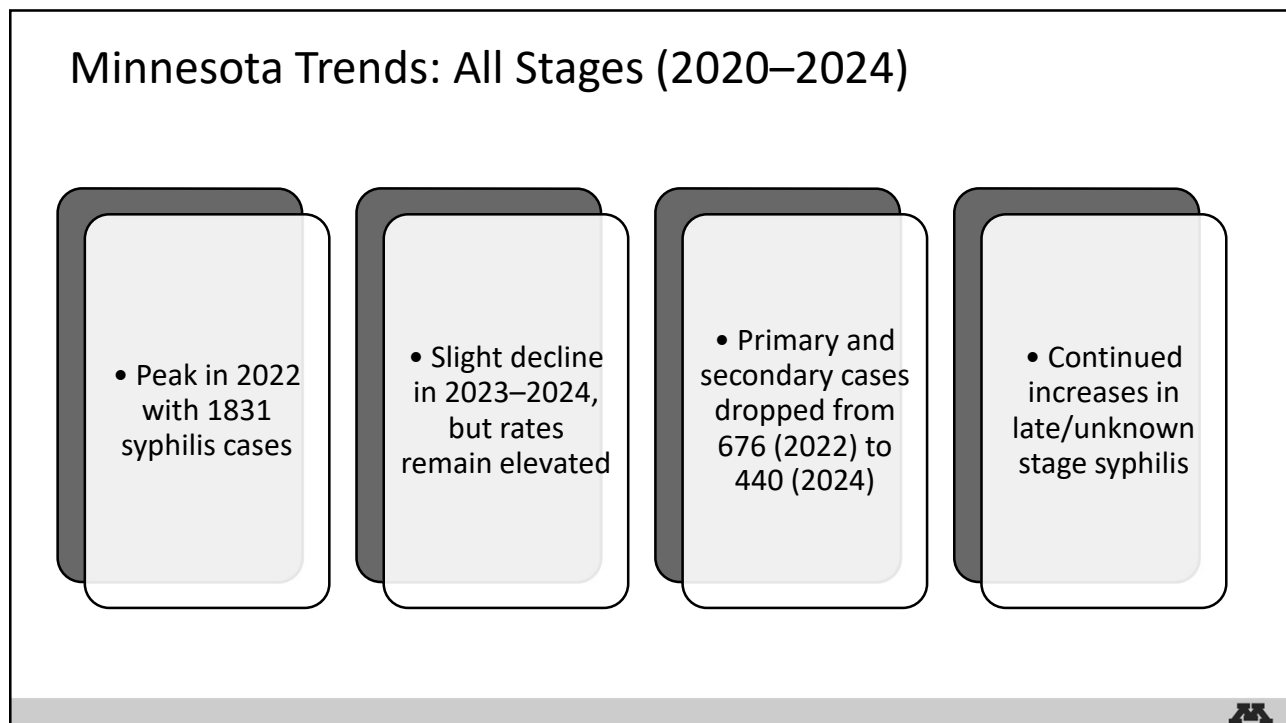 Minnesota Trends: All Stages (2020–2024)
• Peak in 2022
with 1831
syphilis cases
• Slight decline
in 2023–2024,
but rates
remain elevated
• Primary and
secondary cases
dropped from
676 (2022) to
440 (2024)
• Continued
increases in
late/unknown
stage syphilis